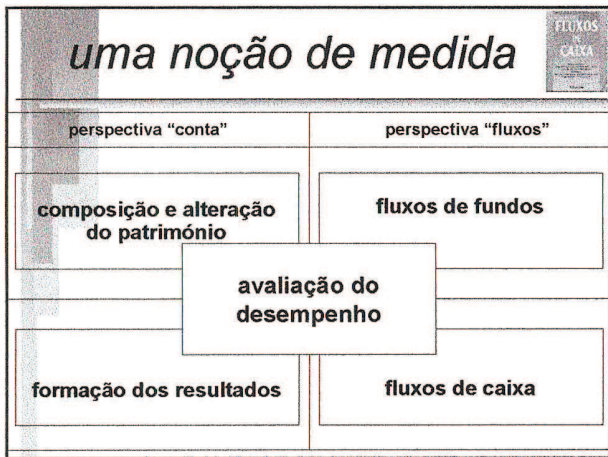 uma noção de medida
FLUXOS
CAIXA
perspectiva “conta”
perspectiva “fluxos”
composição e alteração
do património
fluxos de fundos
avaliação do
desempenho
formação dos resultados
fluxos de caixa